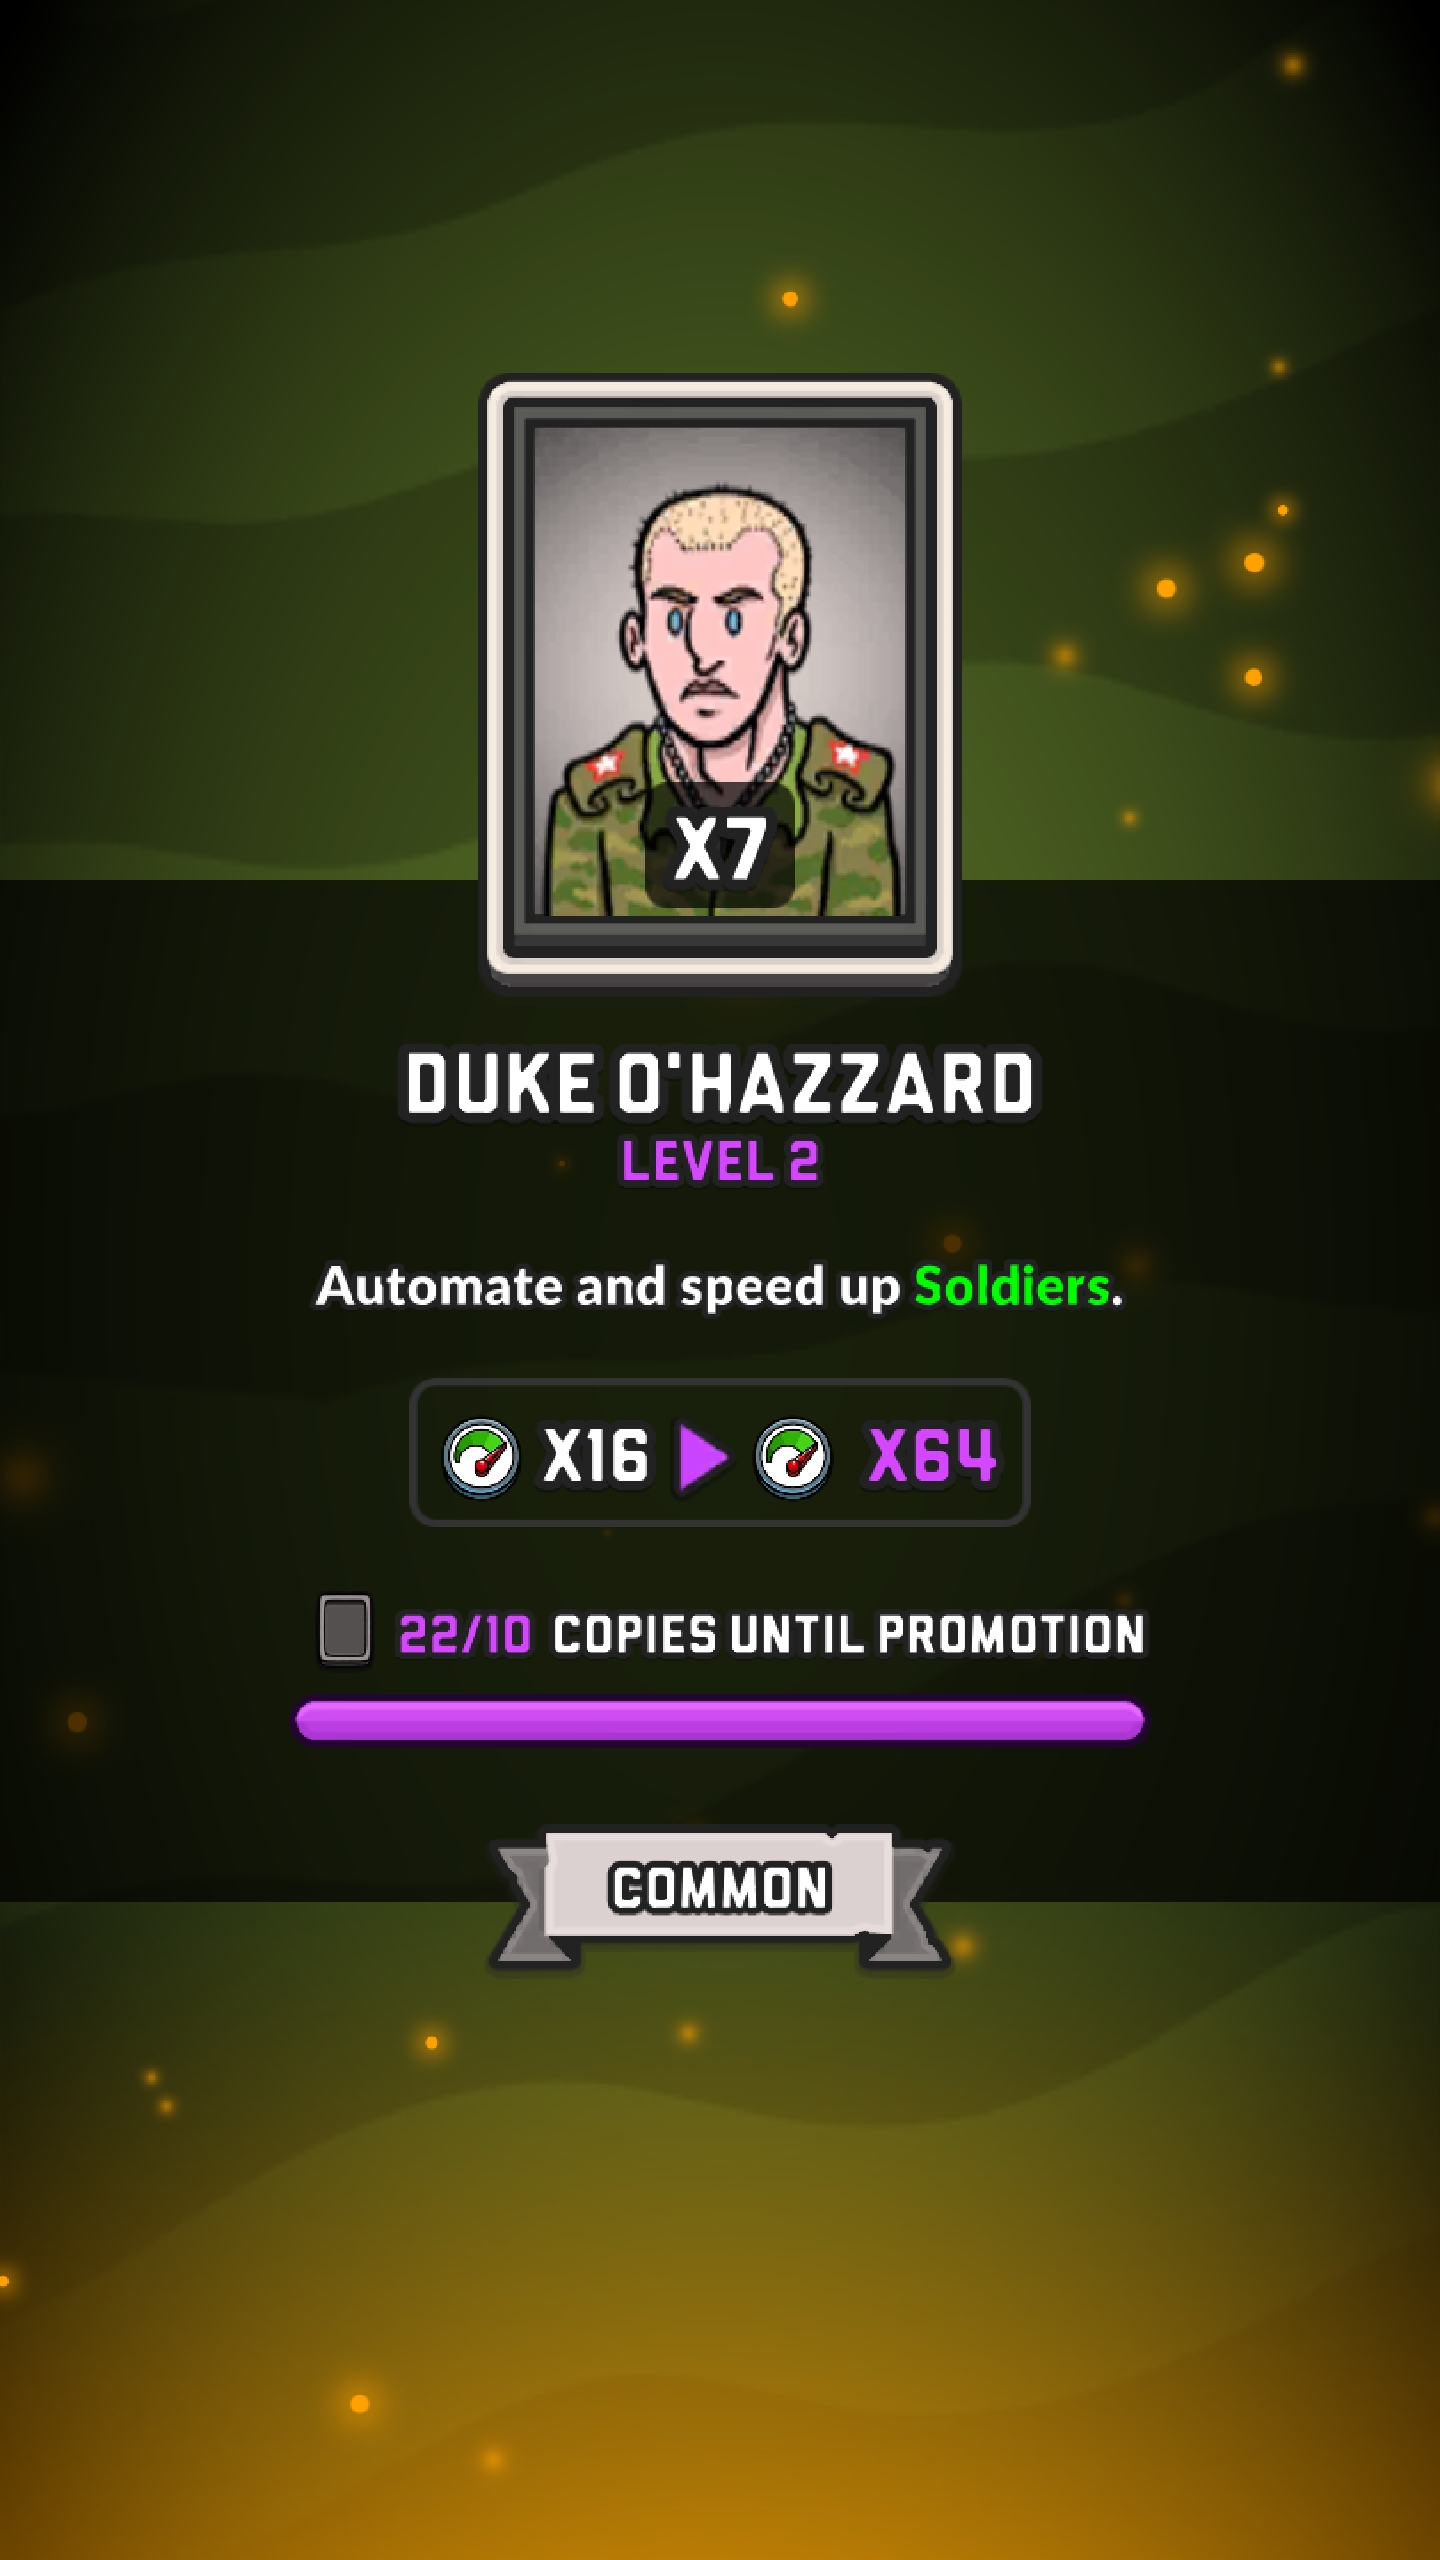 X7
DUKE O'HAZZARD
LEVEL 2
Automate and speed up Soldiers.
X16 X64
22/10 COPIES UNTIL PROMOTION
COMMON